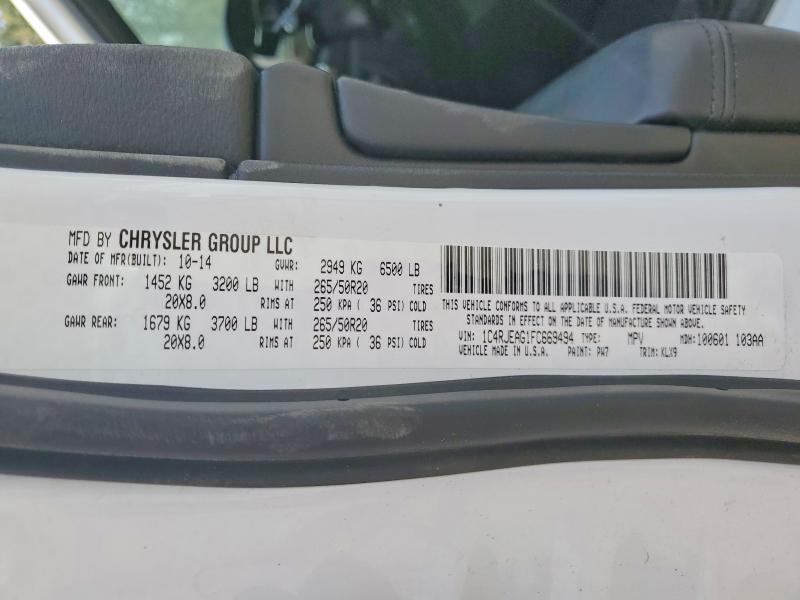 MFD BY CHRYSLER GROUP LLC
DATE OF MFR(BUILT): 10-14 GVWR: 2949 KG 6500 LB
GAWR FRONT: 1452 KG 3200 LB WITH 265/50R20 TIRES
20X8.0 RIMS AT 250 KPA ( 36 PSI) COLD
GAWR REAR: 1679 KG 3700 LB WITH 265/50R20 TIRES
20X8.0 RIMS AT 250 KPA ( 36 PSI) COLD
THIS VEHICLE CONFORMS TO ALL APPLICABLE U.S.A. FEDERAL MOTOR VEHICLE SAFETY
STANDARDS IN EFFECT ON THE DATE OF MANUFACTURE SHOWN ABOVE.
VIN: 1C4RJEAG1FC669494 TYPE: MPV MDH: 100601 103AA
VEHICLE MADE IN U.S.A. PAINT: PW7 TRIM: KLX9